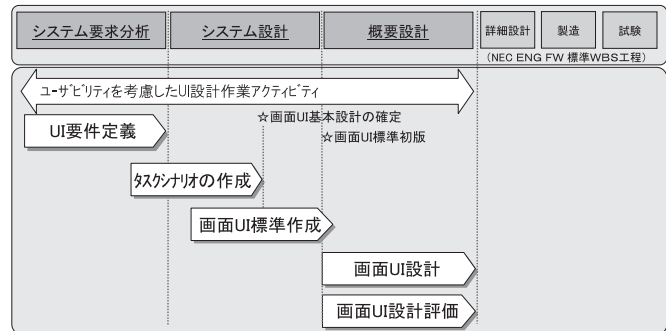 システム要求分析
システム設計
概要設計
詳細設計
製造
試験
(NEC ENG FW 標準WBS工程)
ユーザビリティを考慮したUI設計作業アクティビティ
☆画面UI基本設計の確定
UI要件定義
☆画面UI標準初版
タスクシナリオの作成
画面UI標準作成
画面UI設計
画面UI設計評価